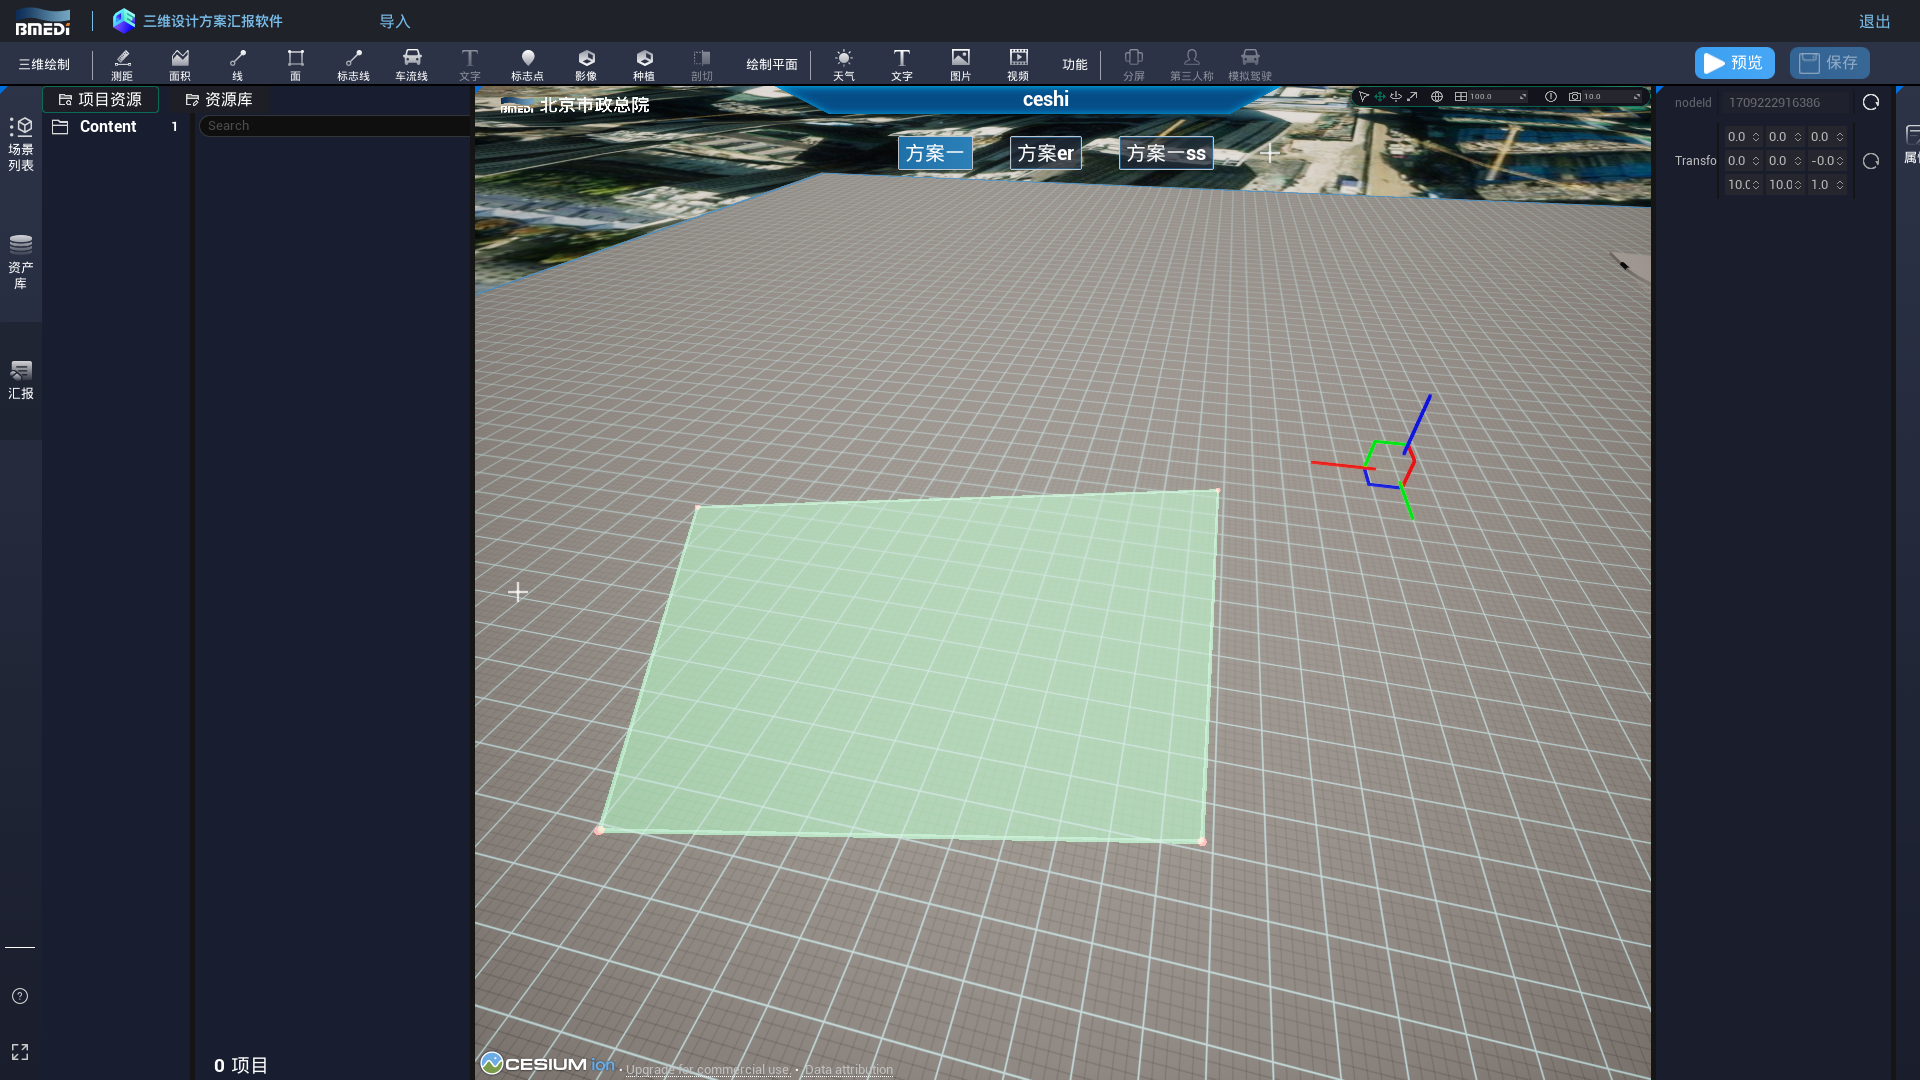 BMEDi 三维设计方案汇报软件 导入 退出
三维绘制 测距 面积 线 面 标志线 车流线 文字 标志点 影像 种植 剖切 绘制平面 天气 文字 图片 视频 功能 分屏 第三人称 模拟驾驶 预览 保存
项目资源 资源库
Content 1
Search
场景
列表
资产
库
汇报
0 项目
BMEDi 北京市政总院
ceshi
100.0 10.0
方案一 方案er 方案一ss
CESIUM ion · Upgrade for commercial use. · Data attribution
nodeId 1709222916386
0.0 0.0 0.0
Transfo 0.0 0.0 -0.0
10.0 10.0 1.0